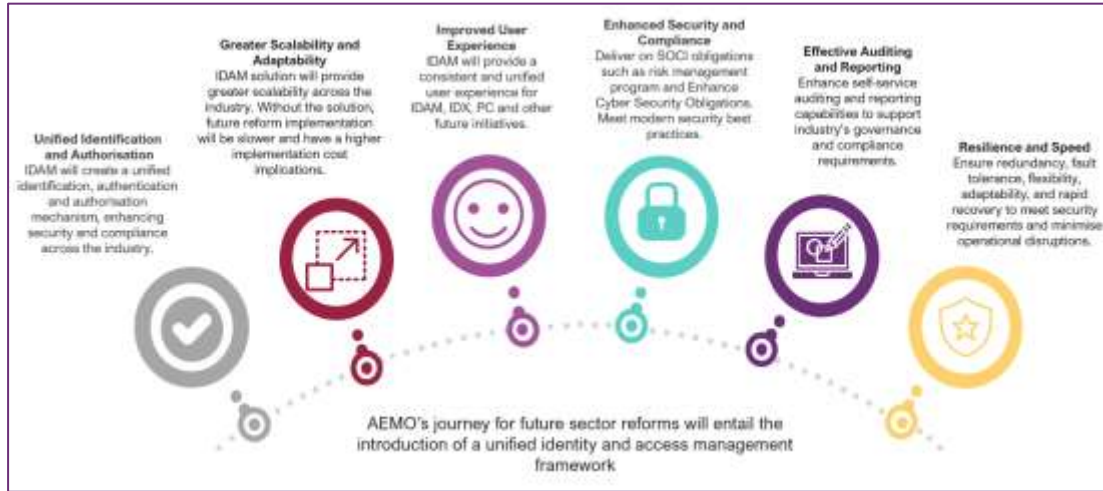 Unified Identification
and Authorisation
IDAM will create a unified
identification, authentication
and authorisation
mechanism, enhancing
security and compliance
across the industry.
Greater Scalability and
Adaptability
IDAM solution will provide
greater scalability across the
industry. Without the solution,
future reform implementation
will be slower and have a higher
implementation cost
implications.
Improved User
Experience
IDAM will provide a
consistent and unified
user experience for
IDAM, IDX, PC and other
future initiatives.
Enhanced Security and
Compliance
Deliver on SOCI obligations
such as risk management
program and Enhance
Cyber Security Obligations.
Meet modern security best
practices.
Effective Auditing
and Reporting
Enhance self-service
auditing and reporting
capabilities to support
industry's governance
and compliance
requirements.
Resilience and Speed
Ensure redundancy, fault
tolerance, flexibility,
adaptability, and rapid
recovery to meet security
requirements and minimise
operational disruptions.
AEMO's journey for future sector reforms will entail the
introduction of a unified identity and access management
framework